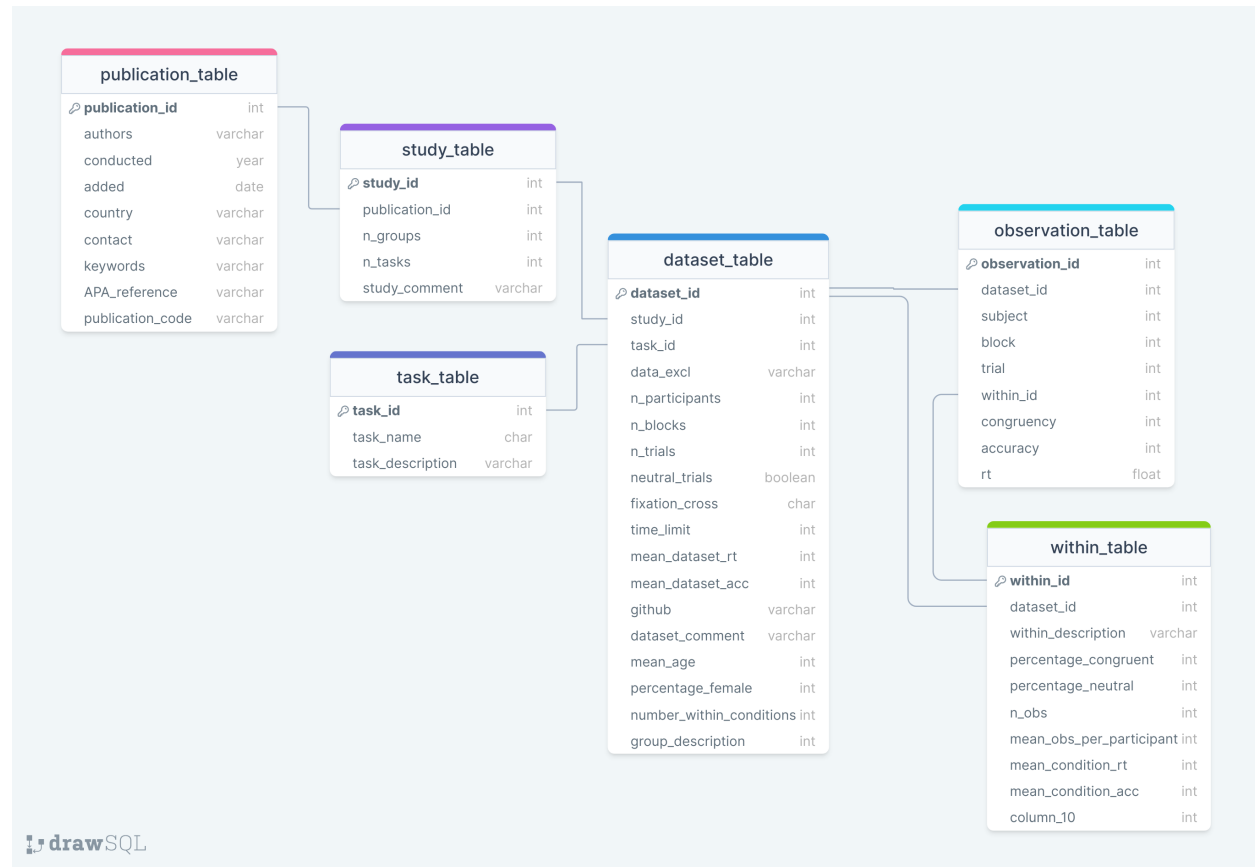 publication_table
publication_id int
authors varchar
conducted year
added date
country varchar
contact varchar
keywords varchar
APA_reference varchar
publication_code varchar
study_table
study_id int
publication_id int
n_groups int
n_tasks int
study_comment varchar
task_table
task_id int
task_name char
task_description varchar
dataset_table
dataset_id int
study_id int
task_id int
data_excl varchar
n_participants int
n_blocks int
n_trials int
neutral_trials boolean
fixation_cross char
time_limit int
mean_dataset_rt int
mean_dataset_acc int
github varchar
dataset_comment varchar
mean_age int
percentage_female int
number_within_conditions int
group_description int
observation_table
observation_id int
dataset_id int
subject int
block int
trial int
within_id int
congruency int
accuracy int
rt float
within_table
within_id int
dataset_id int
within_description varchar
percentage_congruent int
percentage_neutral int
n_obs int
mean_obs_per_participant int
mean_condition_rt int
mean_condition_acc int
column_10 int
drawSQL